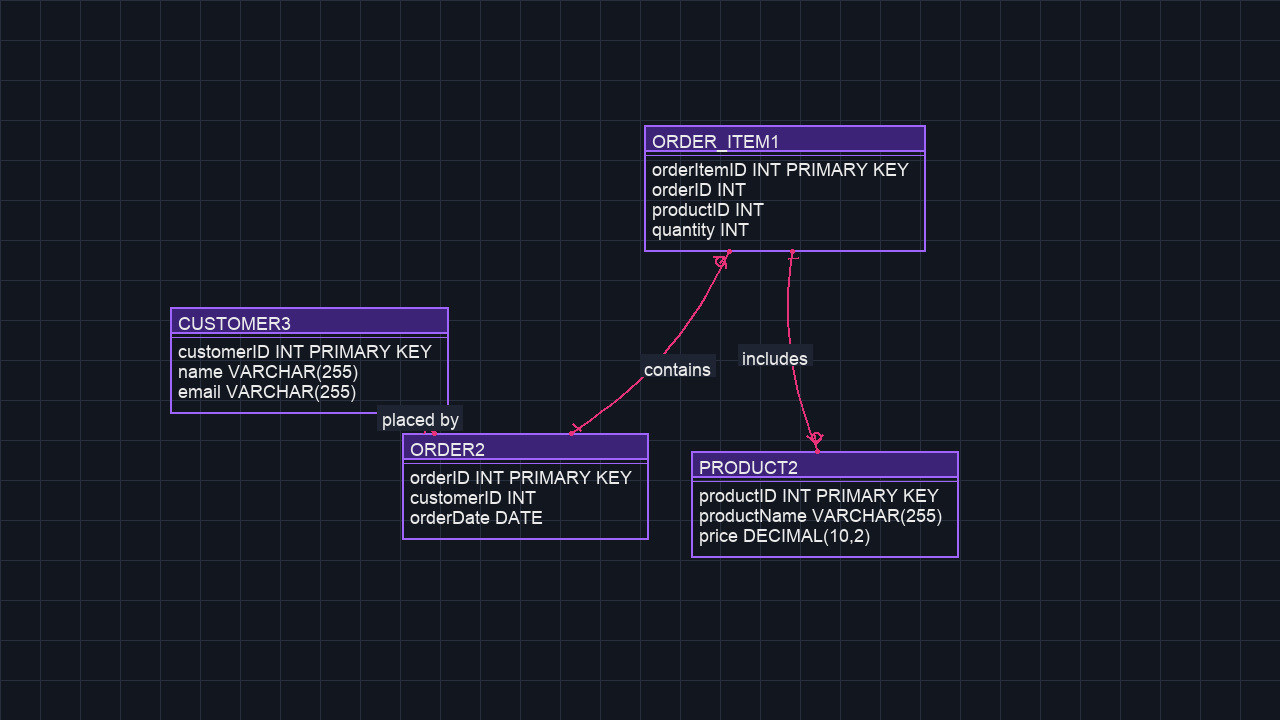 ORDER_ITEM1
orderItemID INT PRIMARY KEY
orderID INT
productID INT
quantity INT
CUSTOMER3
customerID INT PRIMARY KEY
name VARCHAR(255)
email VARCHAR(255)
contains
includes
placed by
ORDER2
orderID INT PRIMARY KEY
customerID INT
orderDate DATE
PRODUCT2
productID INT PRIMARY KEY
productName VARCHAR(255)
price DECIMAL(10,2)